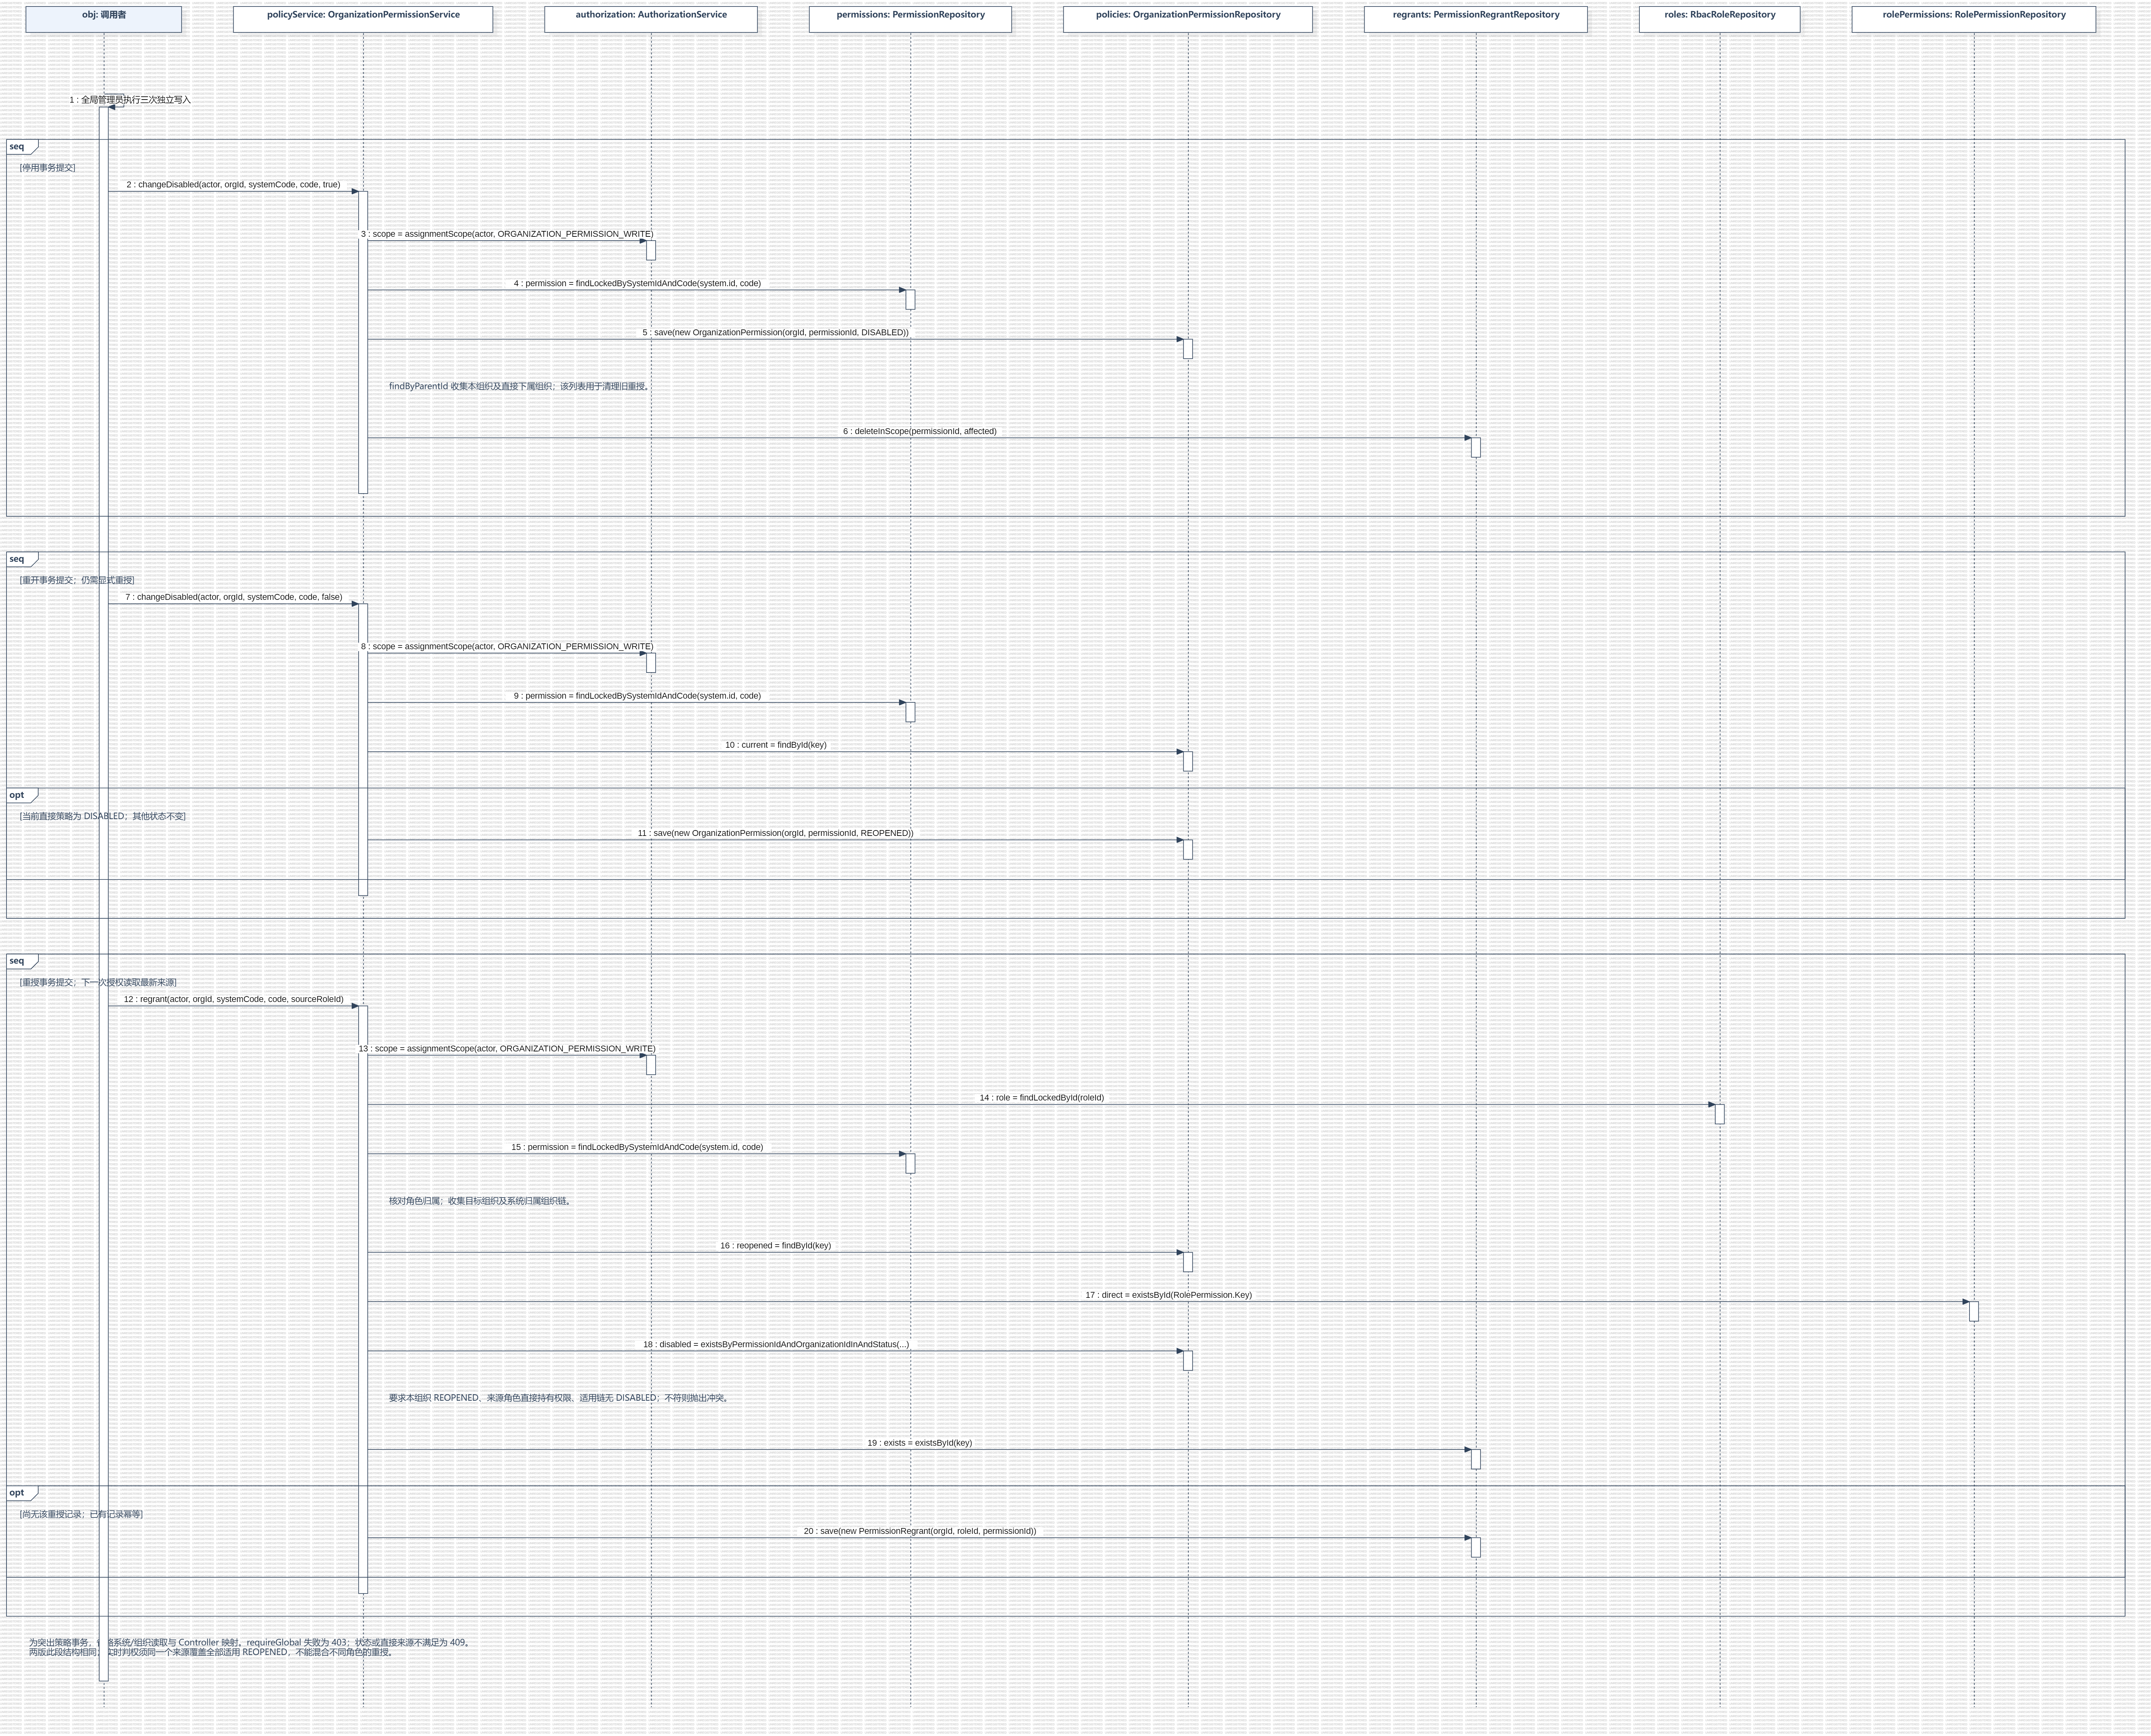 obj: 调用者
policyService: OrganizationPermissionService
authorization: AuthorizationService
permissions: PermissionRepository
policies: OrganizationPermissionRepository
regrants: PermissionRegrantRepository
roles: RbacRoleRepository
rolePermissions: RolePermissionRepository
1 : 全局管理员执行三次独立写入
seq
[停用事务提交]
2 : changeDisabled(actor, orgId, systemCode, code, true)
3 : scope = assignmentScope(actor, ORGANIZATION_PERMISSION_WRITE)
4 : permission = findLockedBySystemIdAndCode(system.id, code)
5 : save(new OrganizationPermission(orgId, permissionId, DISABLED))
findByParentId 收集本组织及直接下属组织；该列表用于清理旧重授。
6 : deleteInScope(permissionId, affected)
seq
[重开事务提交；仍需显式重授]
7 : changeDisabled(actor, orgId, systemCode, code, false)
8 : scope = assignmentScope(actor, ORGANIZATION_PERMISSION_WRITE)
9 : permission = findLockedBySystemIdAndCode(system.id, code)
10 : current = findById(key)
opt
[当前直接策略为 DISABLED；其他状态不变]
11 : save(new OrganizationPermission(orgId, permissionId, REOPENED))
seq
[重授事务提交；下一次授权读取最新来源]
12 : regrant(actor, orgId, systemCode, code, sourceRoleId)
13 : scope = assignmentScope(actor, ORGANIZATION_PERMISSION_WRITE)
14 : role = findLockedById(roleId)
15 : permission = findLockedBySystemIdAndCode(system.id, code)
核对角色归属；收集目标组织及系统归属组织链。
16 : reopened = findById(key)
17 : direct = existsById(RolePermission.Key)
18 : disabled = existsByPermissionIdAndOrganizationIdInAndStatus(...)
要求本组织 REOPENED、来源角色直接持有权限、适用链无 DISABLED；不符则抛出冲突。
19 : exists = existsById(key)
opt
[尚无该重授记录；已有记录幂等]
20 : save(new PermissionRegrant(orgId, roleId, permissionId))
为突出策略事务，略系统/组织读取与 Controller 映射。requireGlobal 失败为 403；状态或直接来源不满足为 409。
两版此段结构相同；实时判权须同一个来源覆盖全部适用 REOPENED，不能混合不同角色的重授。